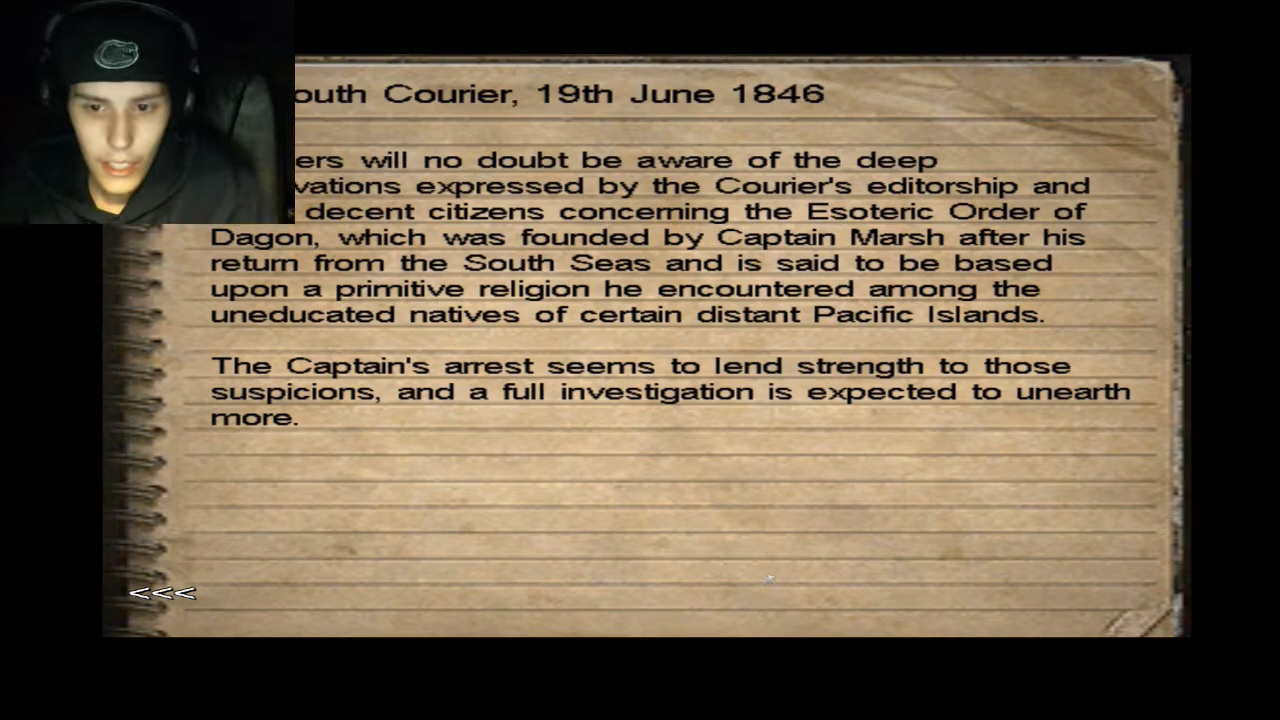 outh Courier, 19th June 1846
ers will no doubt be aware of the deep
vations expressed by the Courier's editorship and
decent citizens concerning the Esoteric Order of
Dagon, which was founded by Captain Marsh after his
return from the South Seas and is said to be based
upon a primitive religion he encountered among the
uneducated natives of certain distant Pacific Islands.
The Captain's arrest seems to lend strength to those
suspicions, and a full investigation is expected to unearth
more.
<<<